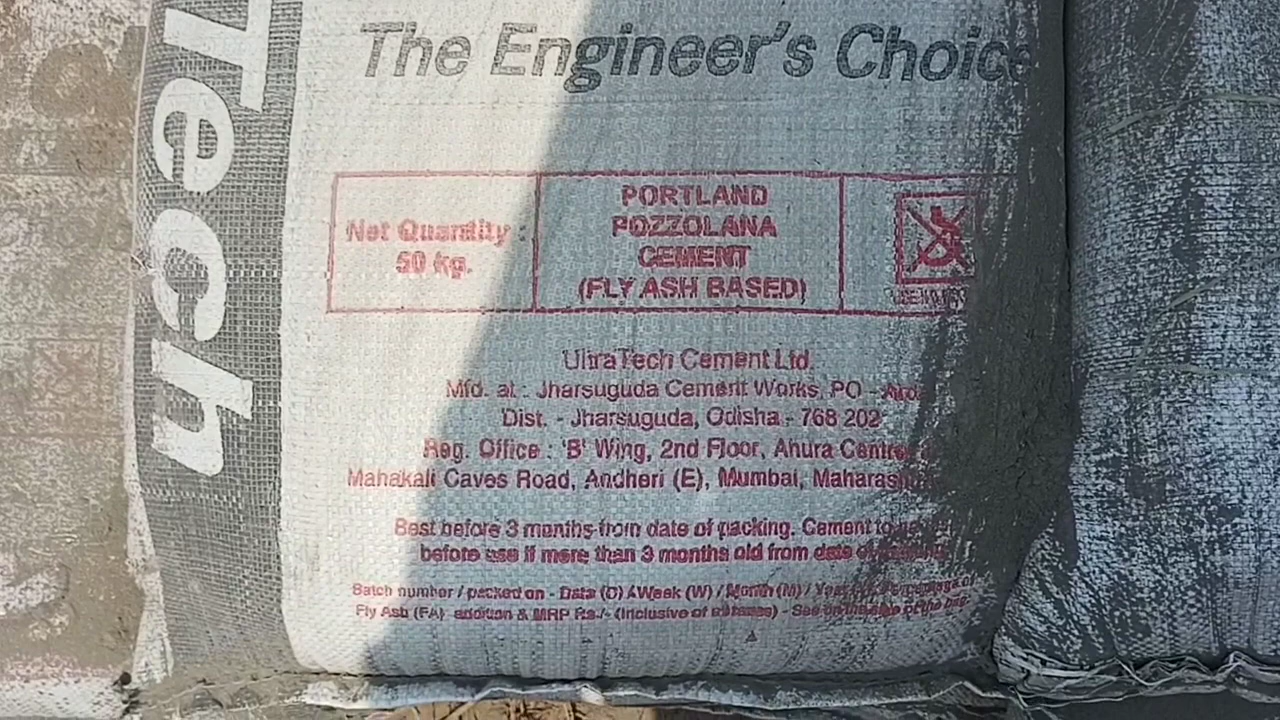 Tech
The Engineer's Choice
Net Quantity :
50 kg.
PORTLAND
POZZOLANA
CEMENT
(FLY ASH BASED)
UltraTech Cement Ltd.
Mfd. at : Jharsuguda Cement Works, PO -
Dist. - Jharsuguda, Odisha - 768 202
Reg. Office : 'B' Wing, 2nd Floor, Ahura Centre
Mahakali Caves Road, Andheri (E), Mumbai,
Best before 3 months from date of packing. Cement to
before use if more than 3 months old from date of
Batch number / packed on - Date (D) / Week (W) / Month (M) / Year
Fly Ash (FA) addition & MRP Rs./- (Inclusive of all taxes) - See on the side of the bag.